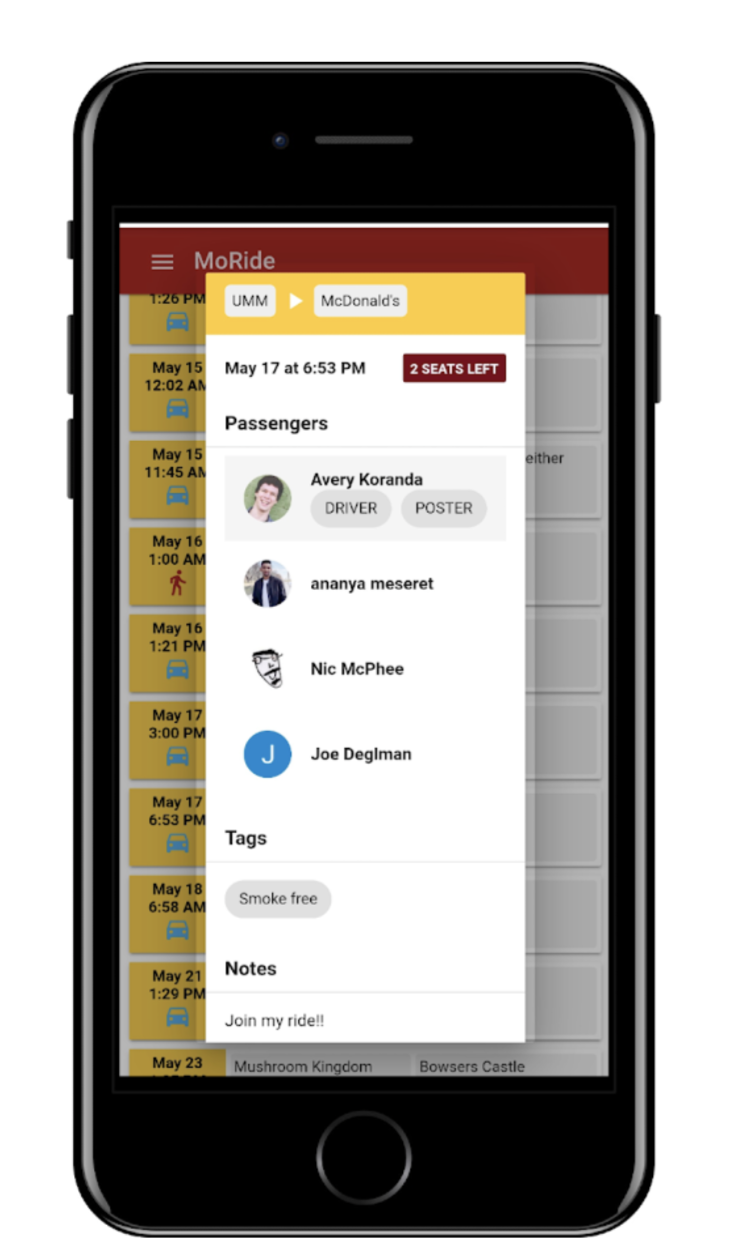 MoRide
1:26 PM
UMM McDonald's
May 17 at 6:53 PM 2 SEATS LEFT
Passengers
Avery Koranda
DRIVER POSTER
ananya meseret
Nic McPhee
J Joe Deglman
Tags
Smoke free
Notes
Join my ride!!
May 15
12:02 AM
May 15
11:45 AM
either
May 16
1:00 AM
May 16
1:21 PM
May 17
3:00 PM
May 17
6:53 PM
May 18
6:58 AM
May 21
1:29 PM
May 23 Mushroom Kingdom Bowsers Castle